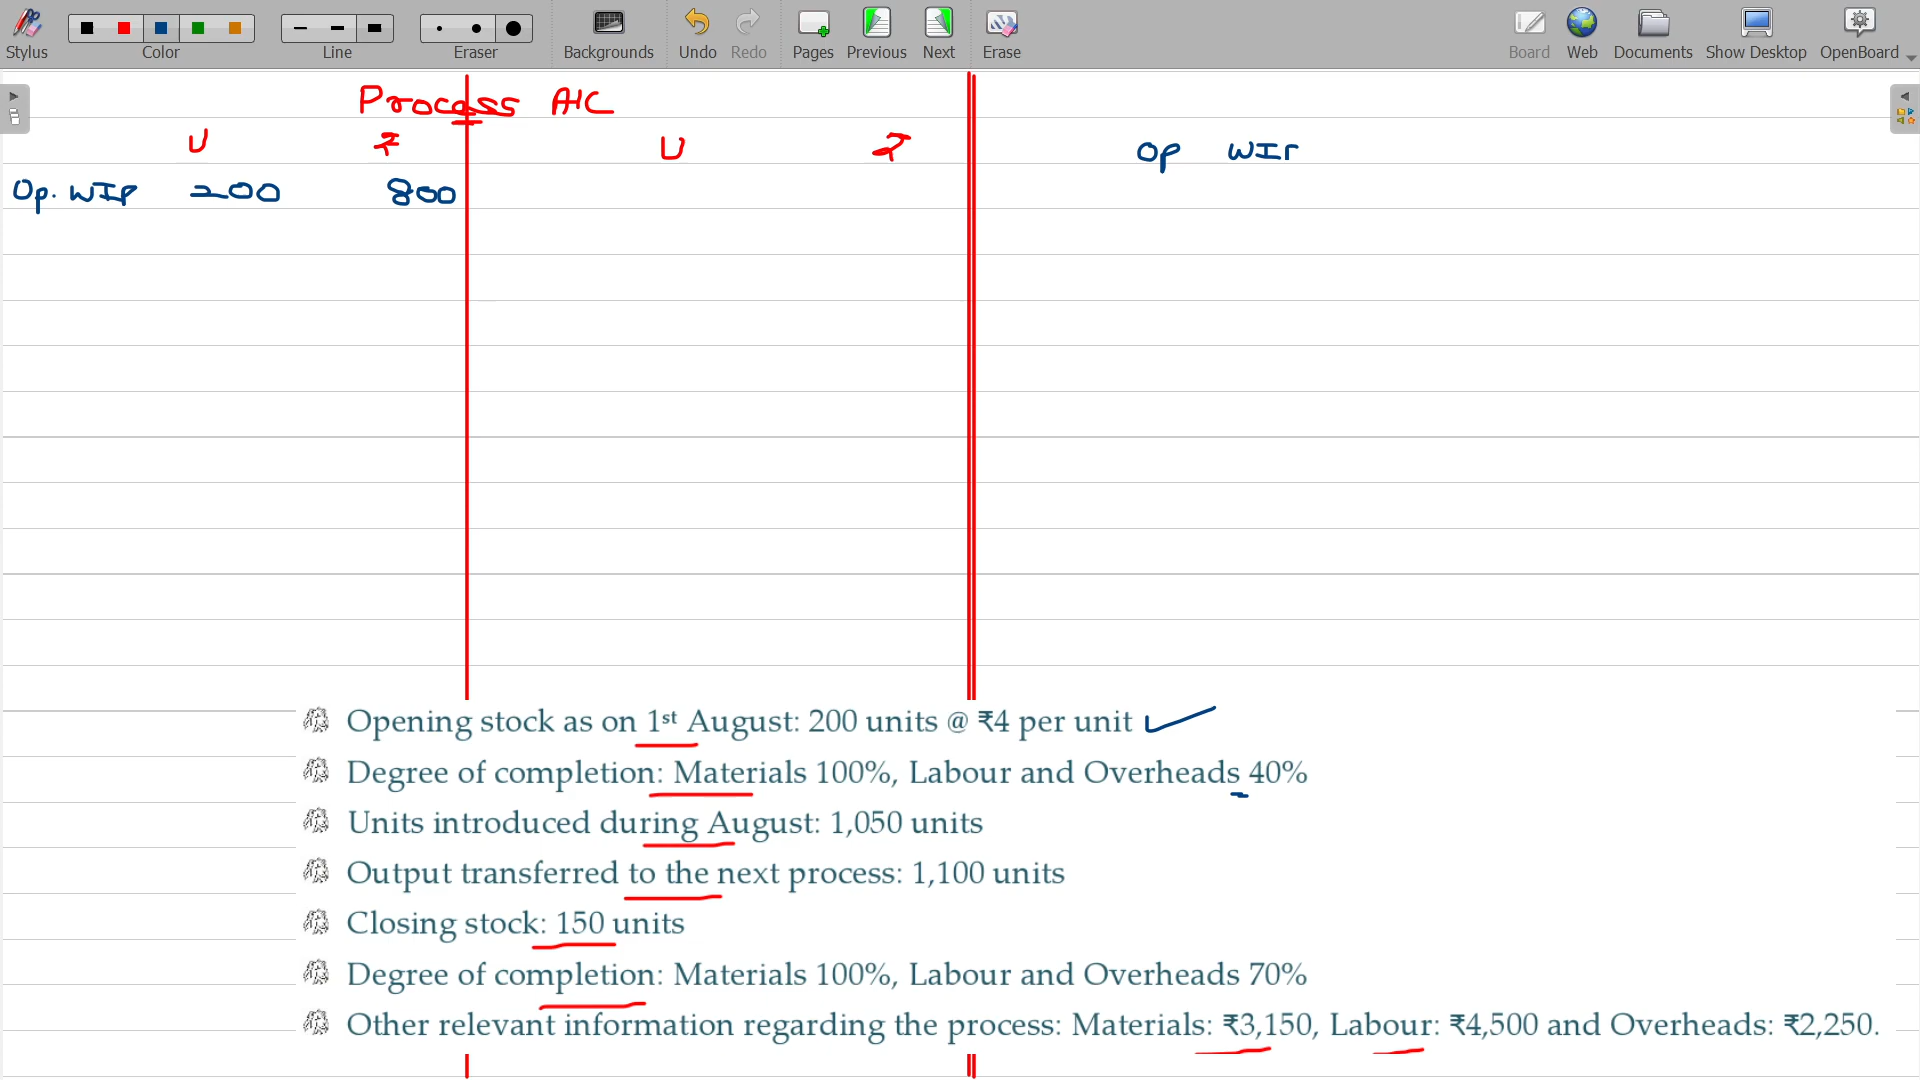 Stylus Color Line Eraser Backgrounds Undo Redo Pages Previous Next Erase Board Web Documents Show Desktop OpenBoard
Process A/C
U ₹ U ₹ Op WIP
Op. WIP 200 800
Opening stock as on 1st August: 200 units @ ₹4 per unit
Degree of completion: Materials 100%, Labour and Overheads 40%
Units introduced during August: 1,050 units
Output transferred to the next process: 1,100 units
Closing stock: 150 units
Degree of completion: Materials 100%, Labour and Overheads 70%
Other relevant information regarding the process: Materials: ₹3,150, Labour: ₹4,500 and Overheads: ₹2,250.